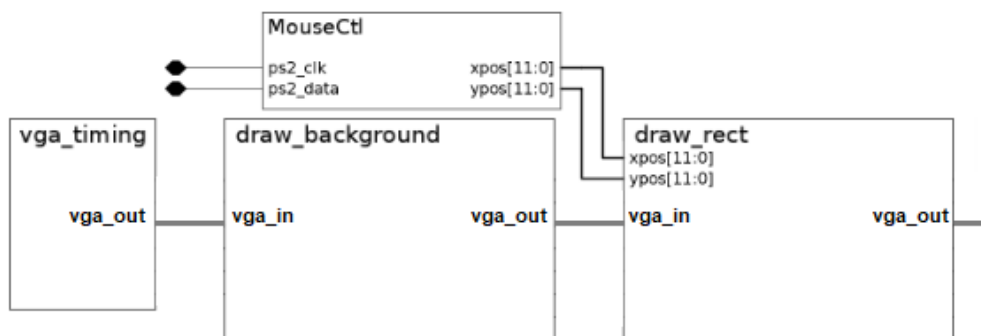 MouseCtl
ps2_clk xpos[11:0]
ps2_data ypos[11:0]
vga_timing draw_background draw_rect
xpos[11:0]
ypos[11:0]
vga_out vga_in vga_out vga_in vga_out